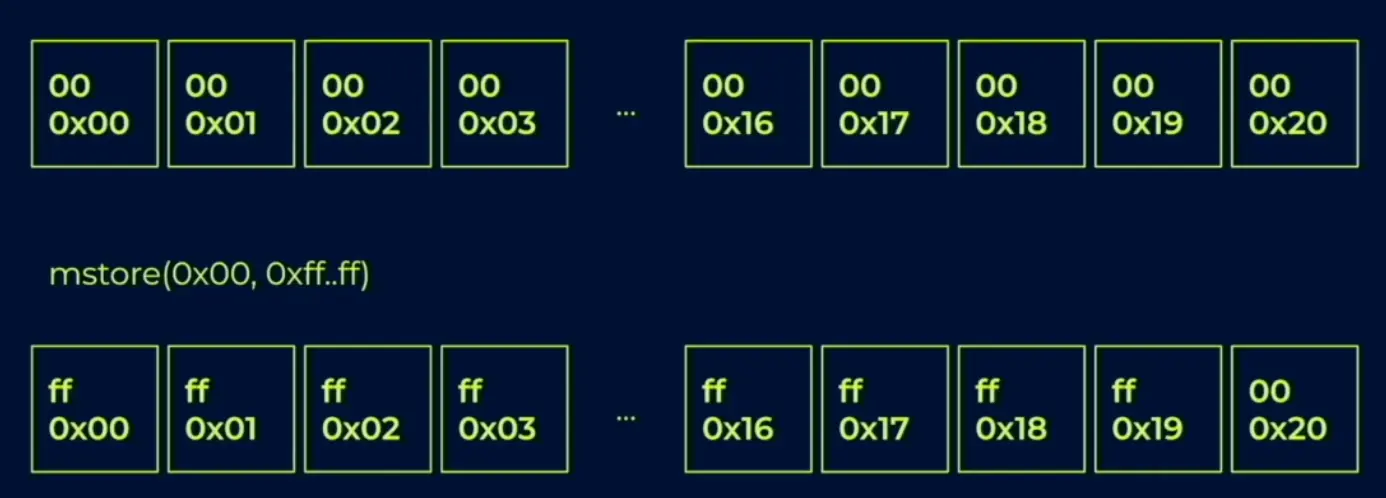 00 00 00 00 00 00 00 00 00
0x00 0x01 0x02 0x03 ... 0x16 0x17 0x18 0x19 0x20
mstore(0x00, 0xff..ff)
ff ff ff ff ff ff ff ff 00
0x00 0x01 0x02 0x03 ... 0x16 0x17 0x18 0x19 0x20